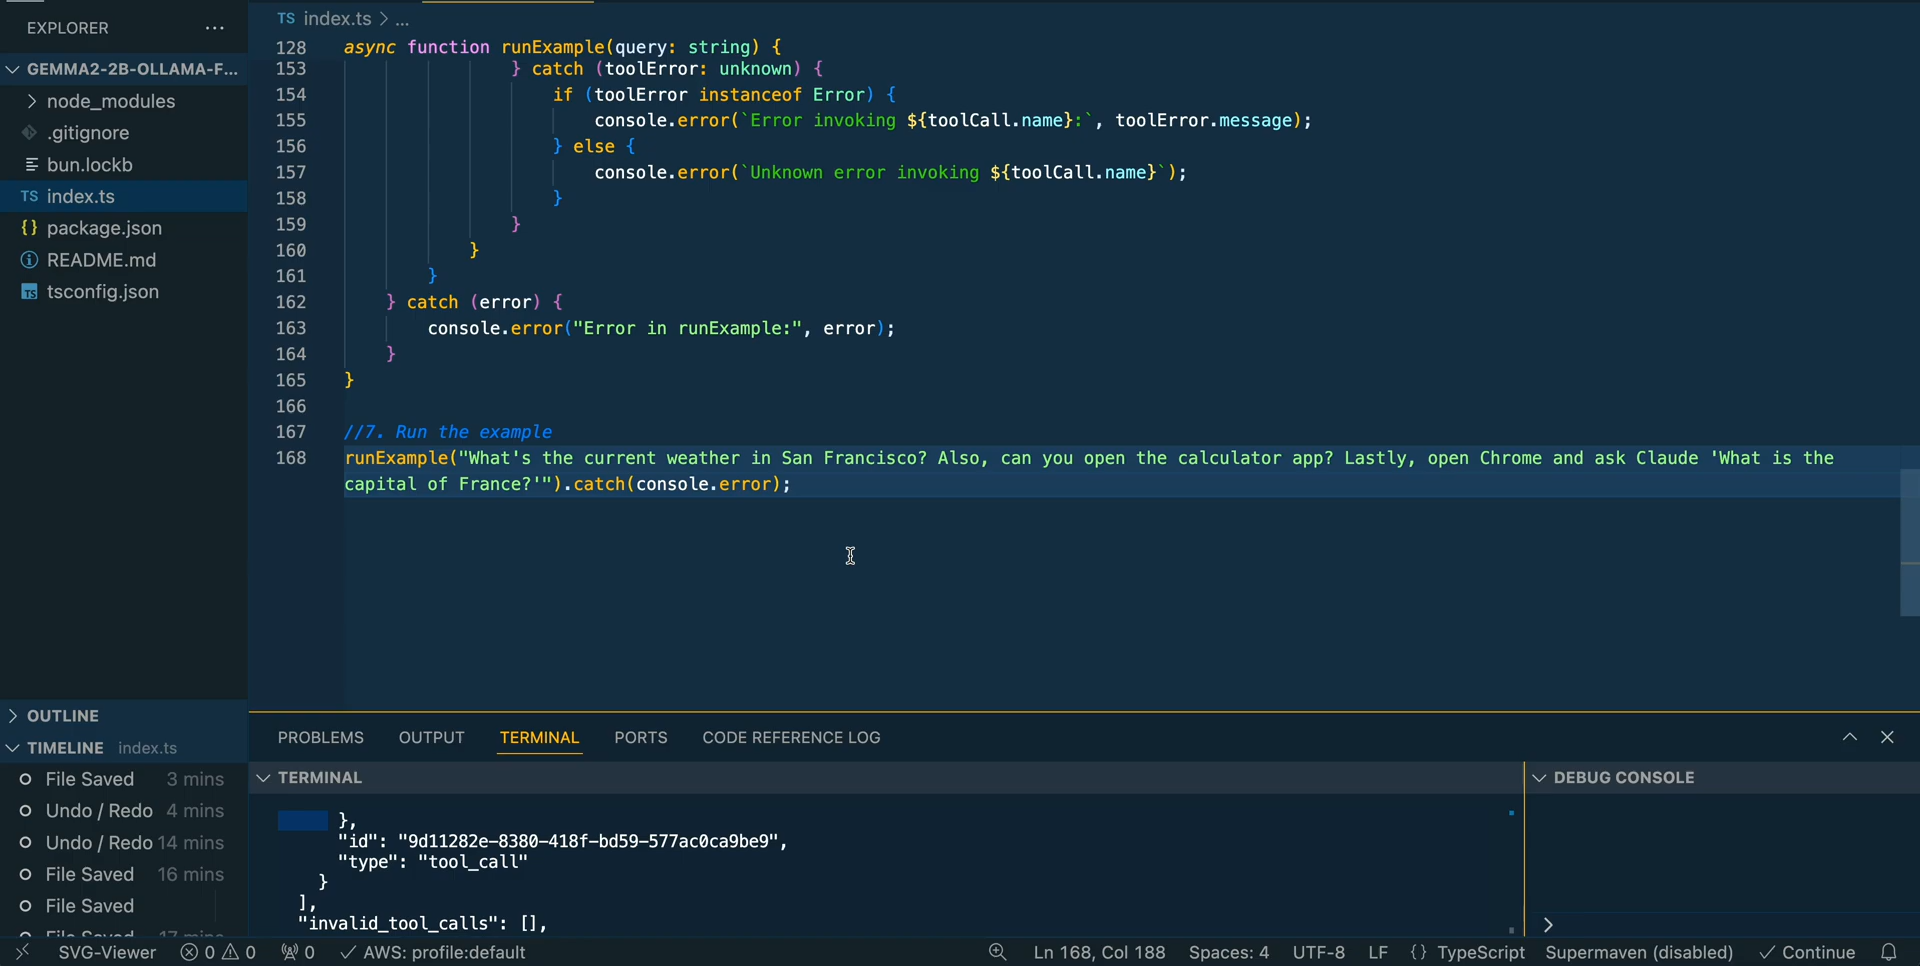 EXPLORER
GEMMA2-2B-OLLAMA-F...
node_modules
.gitignore
bun.lockb
TS index.ts
{} package.json
README.md
TS tsconfig.json
OUTLINE
TIMELINE index.ts
File Saved 3 mins
Undo / Redo 4 mins
Undo / Redo 14 mins
File Saved 16 mins
File Saved
File Saved 17 mins
TS index.ts > ...
128 async function runExample(query: string) {
153 } catch (toolError: unknown) {
154 if (toolError instanceof Error) {
155 console.error(`Error invoking ${toolCall.name}:`, toolError.message);
156 } else {
157 console.error(`Unknown error invoking ${toolCall.name}`);
158 }
159 }
160 }
161 }
162 } catch (error) {
163 console.error("Error in runExample:", error);
164 }
165 }
166
167 //7. Run the example
168 runExample("What's the current weather in San Francisco? Also, can you open the calculator app? Lastly, open Chrome and ask Claude 'What is the
capital of France?'").catch(console.error);
PROBLEMS OUTPUT TERMINAL PORTS CODE REFERENCE LOG
TERMINAL
},
"id": "9d11282e-8380-418f-bd59-577ac0ca9be9",
"type": "tool_call"
}
],
"invalid_tool_calls": [],
DEBUG CONSOLE
>
SVG-Viewer 0 0 0 AWS: profile:default Ln 168, Col 188 Spaces: 4 UTF-8 LF {} TypeScript Supermaven (disabled) Continue